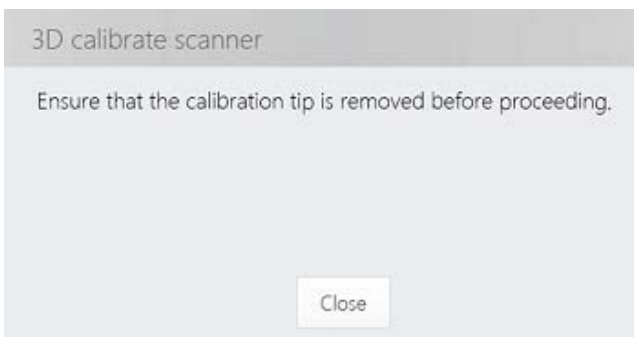 3D calibrate scanner
Ensure that the calibration tip is removed before proceeding.
Close